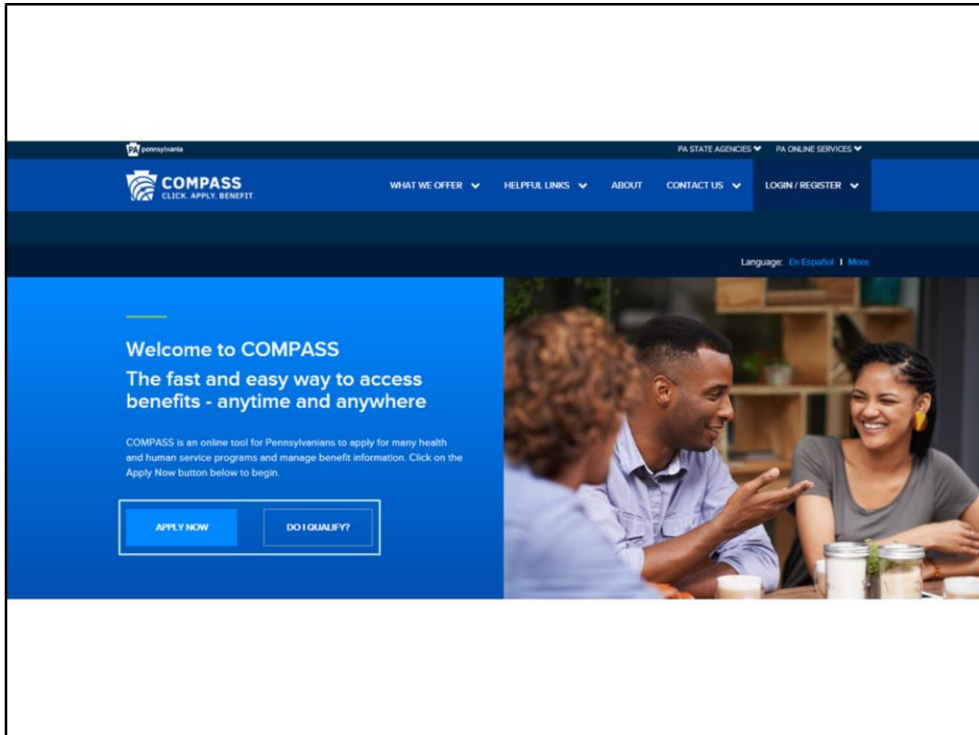 PA pennsylvania
PA STATE AGENCIES PA ONLINE SERVICES
COMPASS
CLICK. APPLY. BENEFIT.
WHAT WE OFFER HELPFUL LINKS ABOUT CONTACT US LOGIN / REGISTER
Language: En Español | More
Welcome to COMPASS
The fast and easy way to access
benefits - anytime and anywhere
COMPASS is an online tool for Pennsylvanians to apply for many health
and human service programs and manage benefit information. Click on the
Apply Now button below to begin.
APPLY NOW DO I QUALIFY?